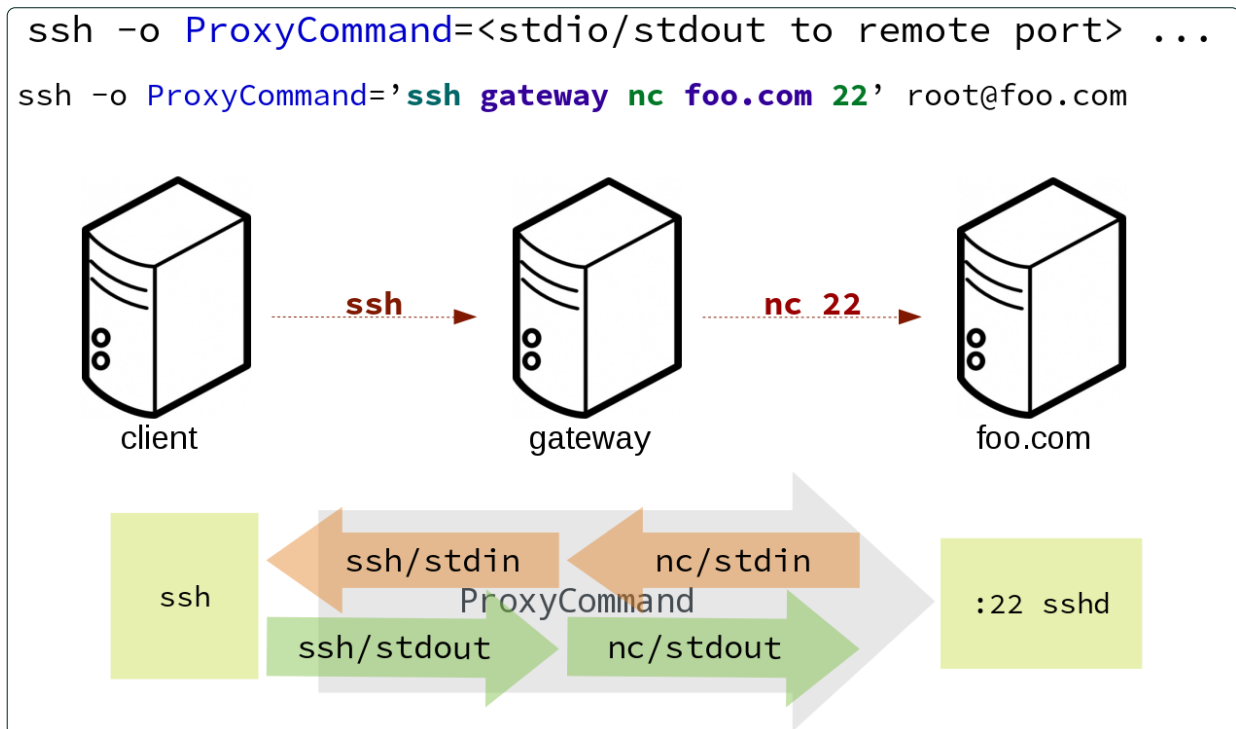 ssh -o ProxyCommand=<stdio/stdout to remote port> ...
ssh -o ProxyCommand=’ssh gateway nc foo.com 22’ root@foo.com
ssh
nc 22
client
gateway
foo.com
ssh/stdin
nc/stdin
ssh
ProxyCommand
:22 sshd
ssh/stdout
nc/stdout